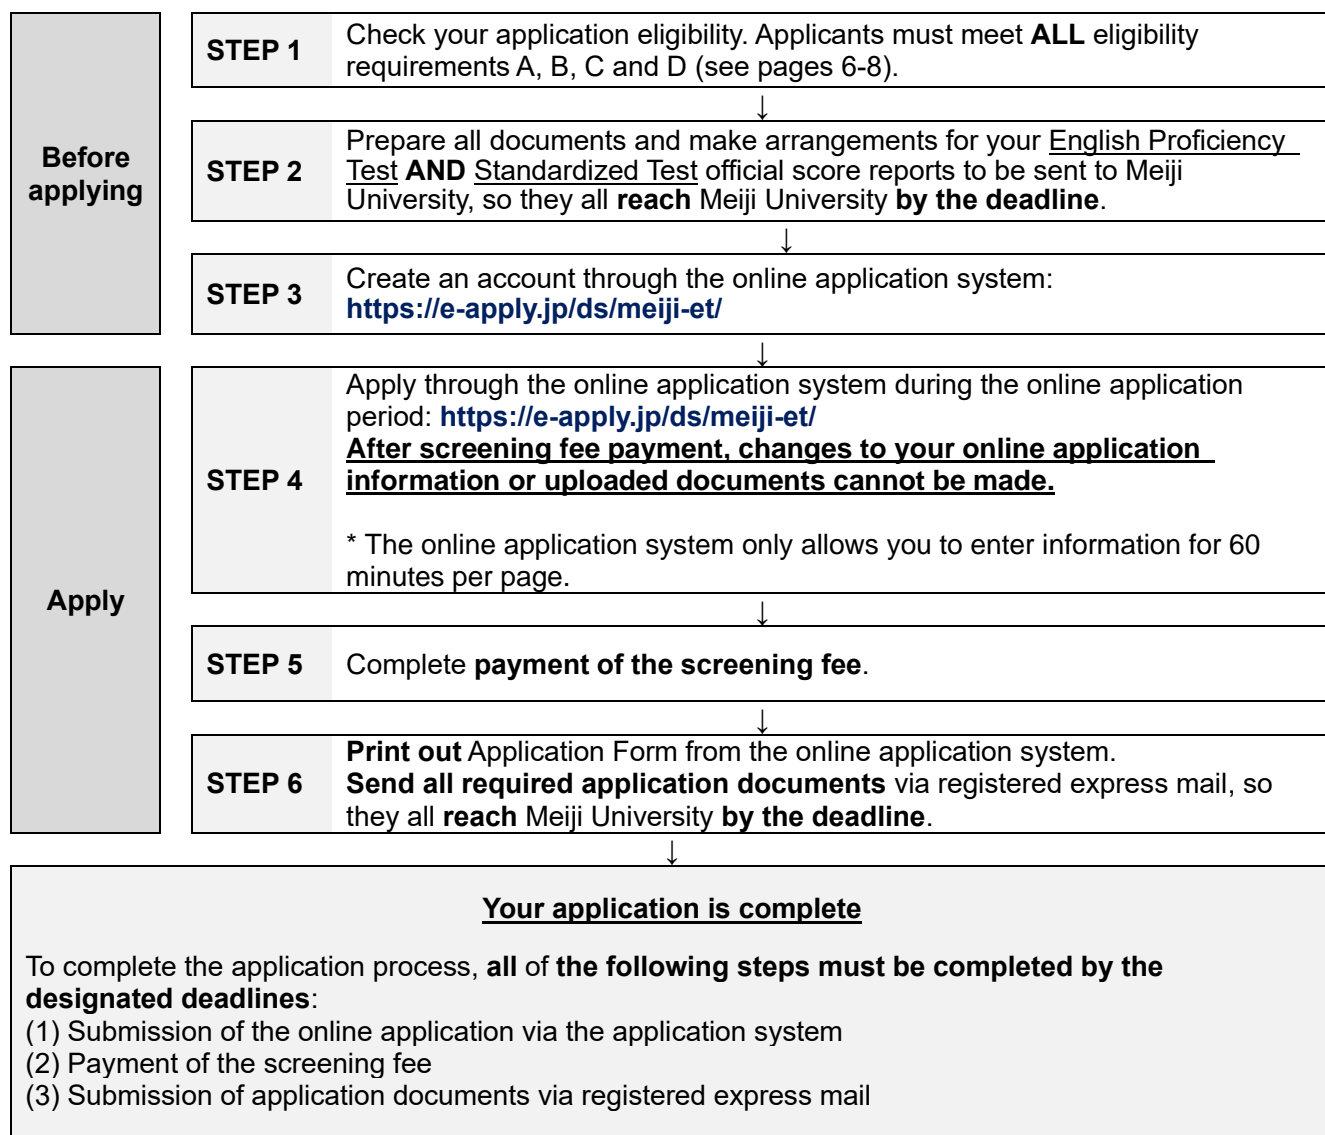 Before
applying
STEP 1
Check your application eligibility. Applicants must meet ALL eligibility
requirements A, B, C and D (see pages 6-8).
↓
STEP 2
Prepare all documents and make arrangements for your English Proficiency
Test AND Standardized Test official score reports to be sent to Meiji
University, so they all reach Meiji University by the deadline.
↓
STEP 3
Create an account through the online application system:
https://e-apply.jp/ds/meiji-et/
↓
Apply
STEP 4
Apply through the online application system during the online application
period: https://e-apply.jp/ds/meiji-et/
After screening fee payment, changes to your online application
information or uploaded documents cannot be made.
* The online application system only allows you to enter information for 60
minutes per page.
↓
STEP 5
Complete payment of the screening fee.
↓
STEP 6
Print out Application Form from the online application system.
Send all required application documents via registered express mail, so
they all reach Meiji University by the deadline.
↓
Your application is complete
To complete the application process, all of the following steps must be completed by the
designated deadlines:
(1) Submission of the online application via the application system
(2) Payment of the screening fee
(3) Submission of application documents via registered express mail